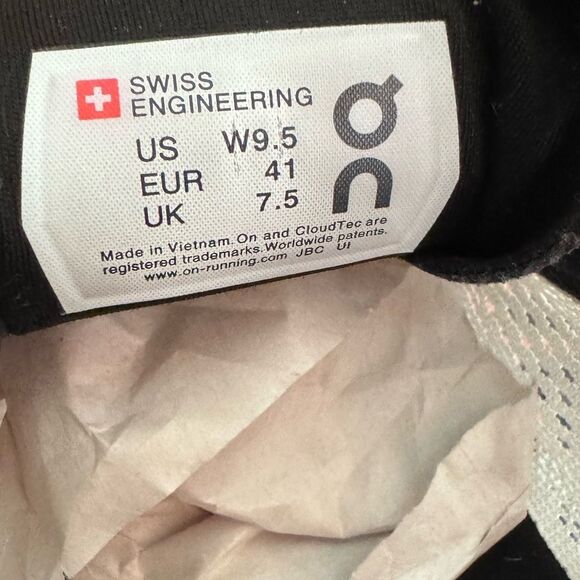 SWISS
ENGINEERING
US W9.5
EUR 41
UK 7.5
Made in Vietnam. On and CloudTec are
registered trademarks. Worldwide patents.
www.on-running.com JBC UI
On